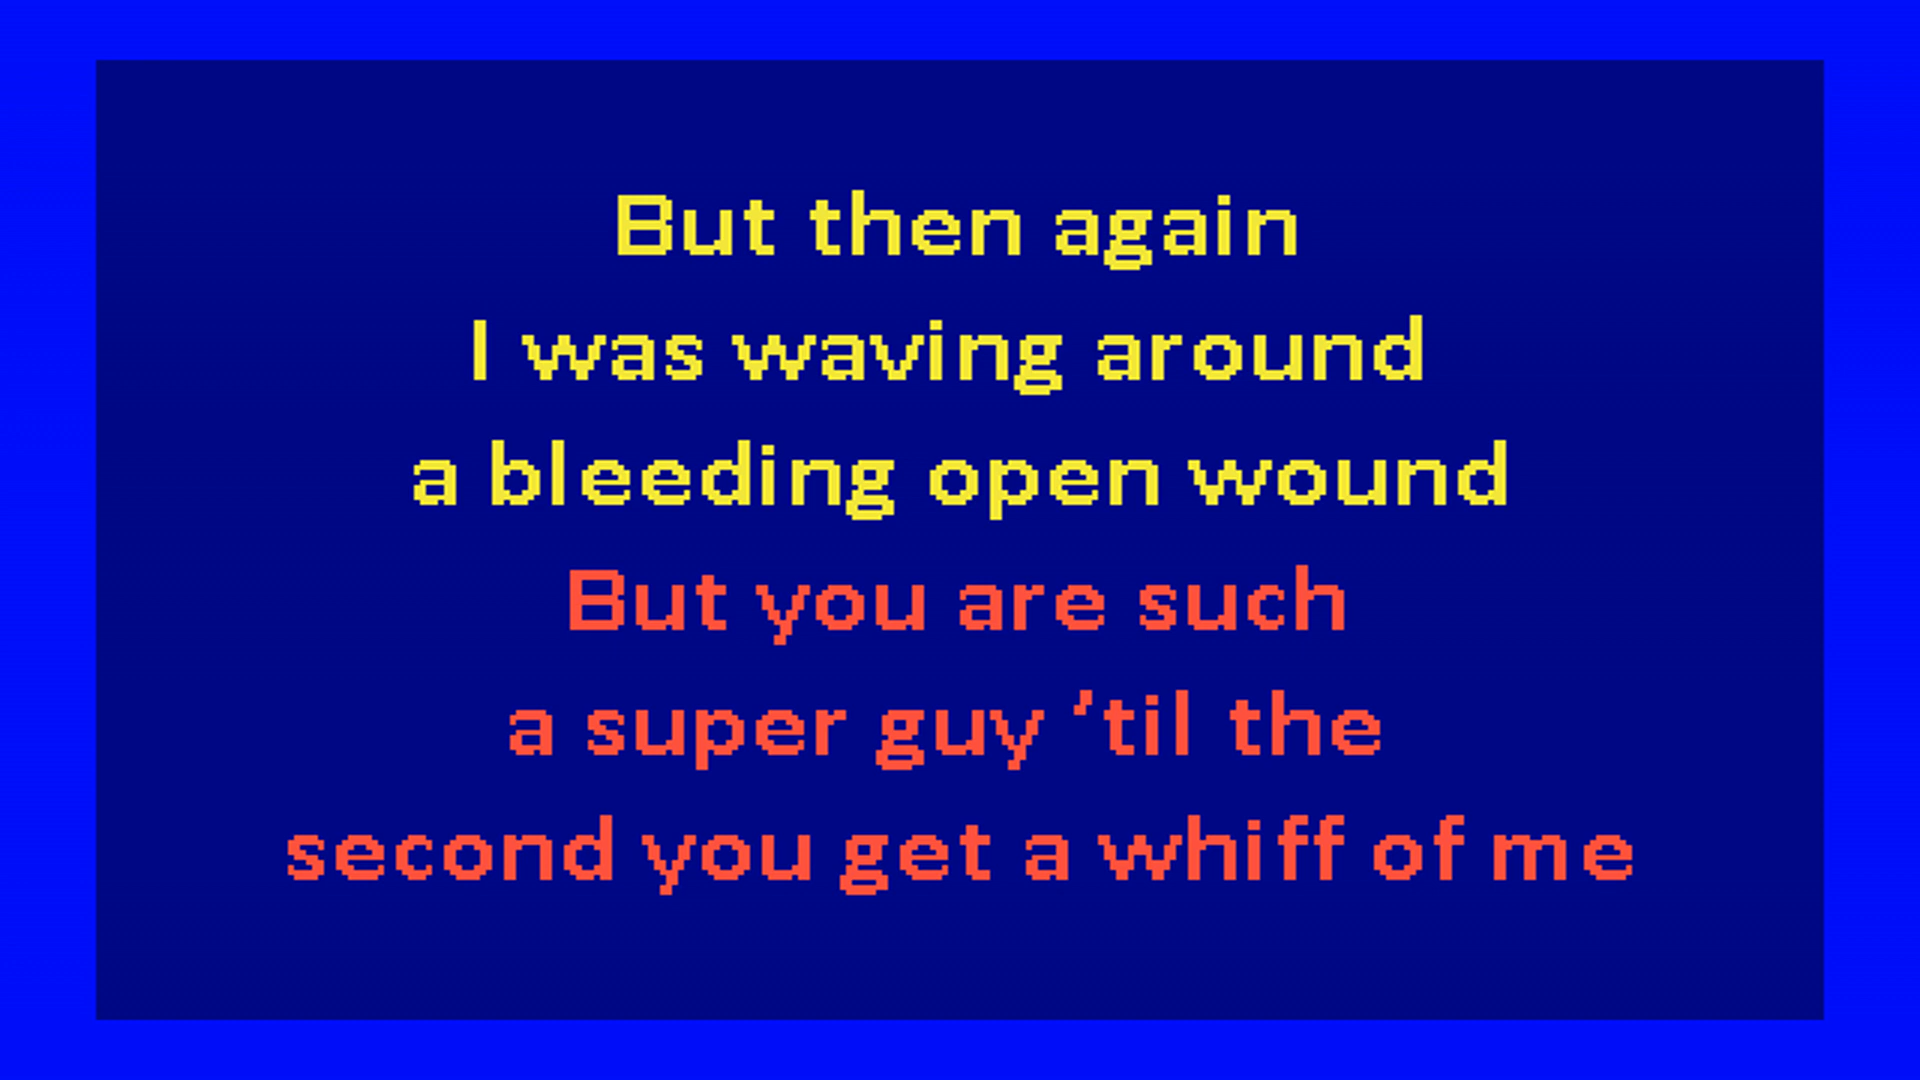 But then again
I was waving around
a bleeding open wound
But you are such
a super guy ’til the
second you get a whiff of me